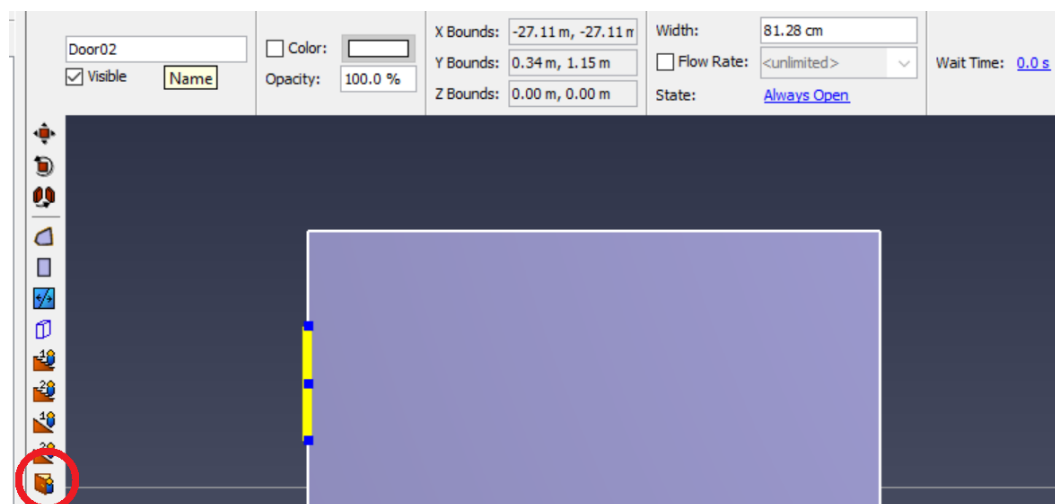 Door02
Visible
Name
Color:
Opacity: 100.0 %
X Bounds: -27.11 m, -27.11 m
Y Bounds: 0.34 m, 1.15 m
Z Bounds: 0.00 m, 0.00 m
Width: 81.28 cm
Flow Rate: <unlimited>
State: Always Open
Wait Time: 0.0 s